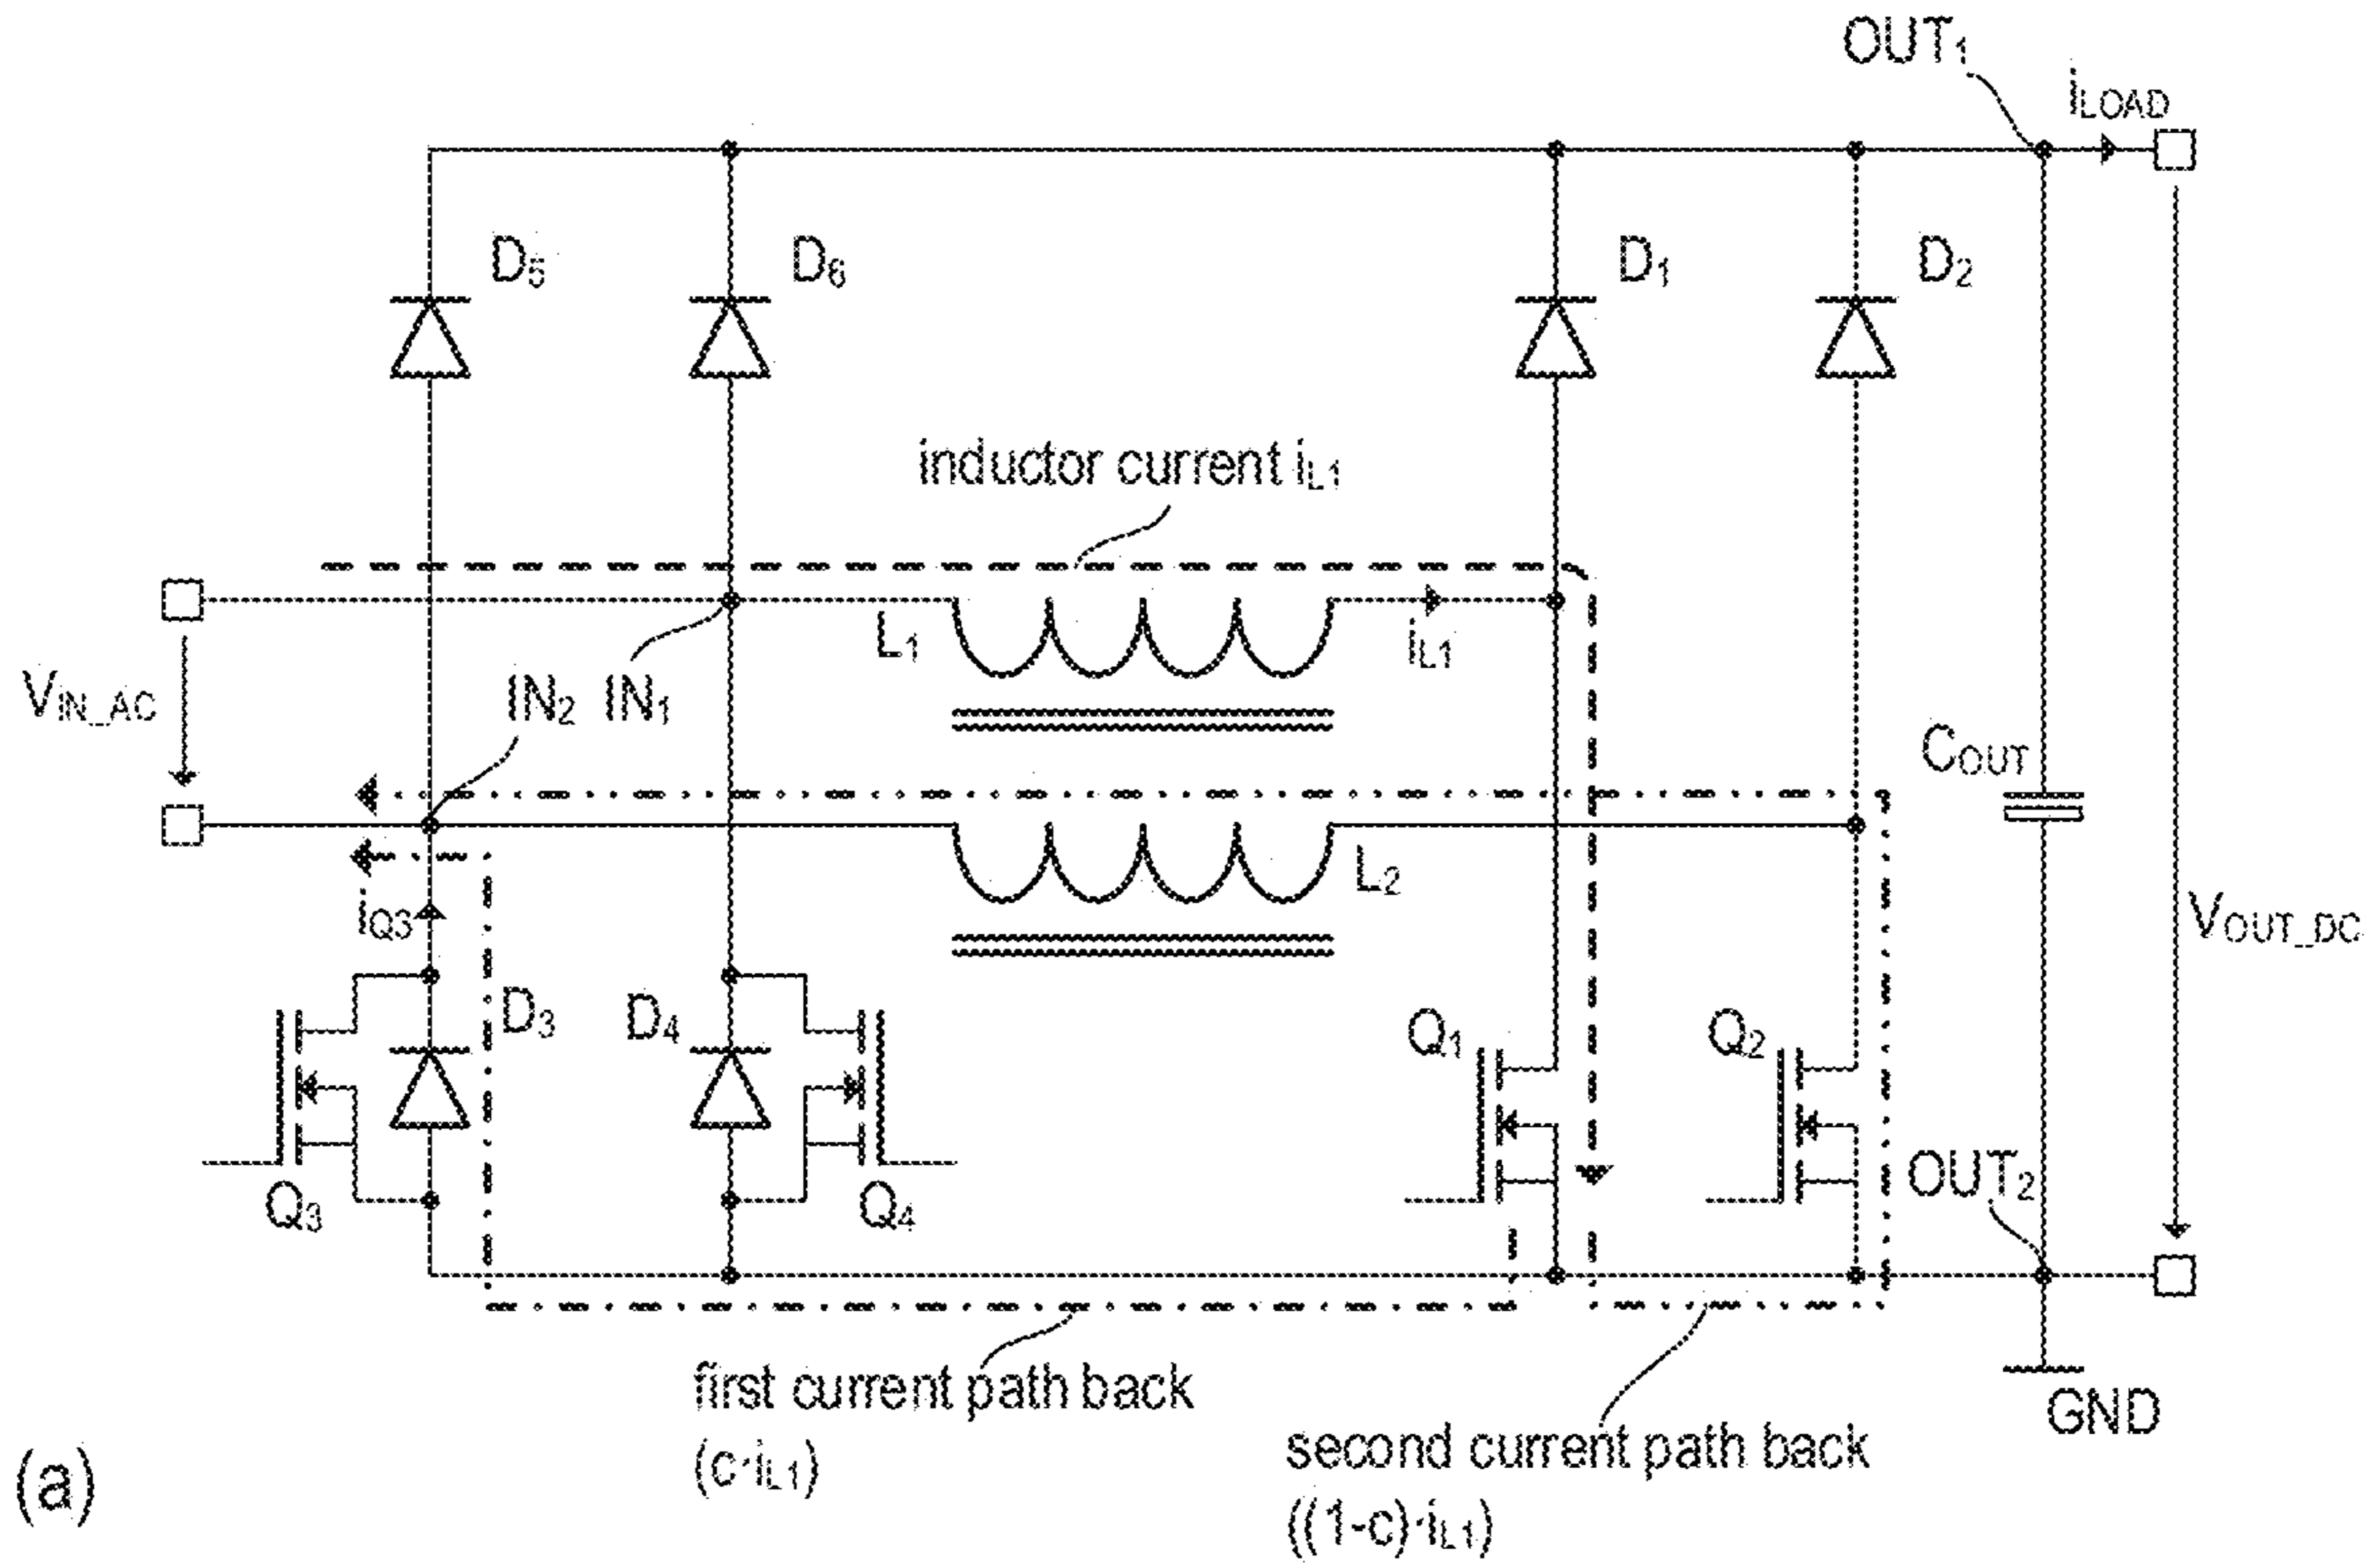 OUT1
iLOAD
D5
D6
D1
D2
inductor current iL1
L1
iL1
VIN_AC
IN2 IN1
COUT
L2
iQ3
VOUT_DC
D3
D4
Q1
Q2
Q3
Q4
OUT2
first current path back
(c·iL1)
GND
second current path back
((1-c)·iL1)
(a)